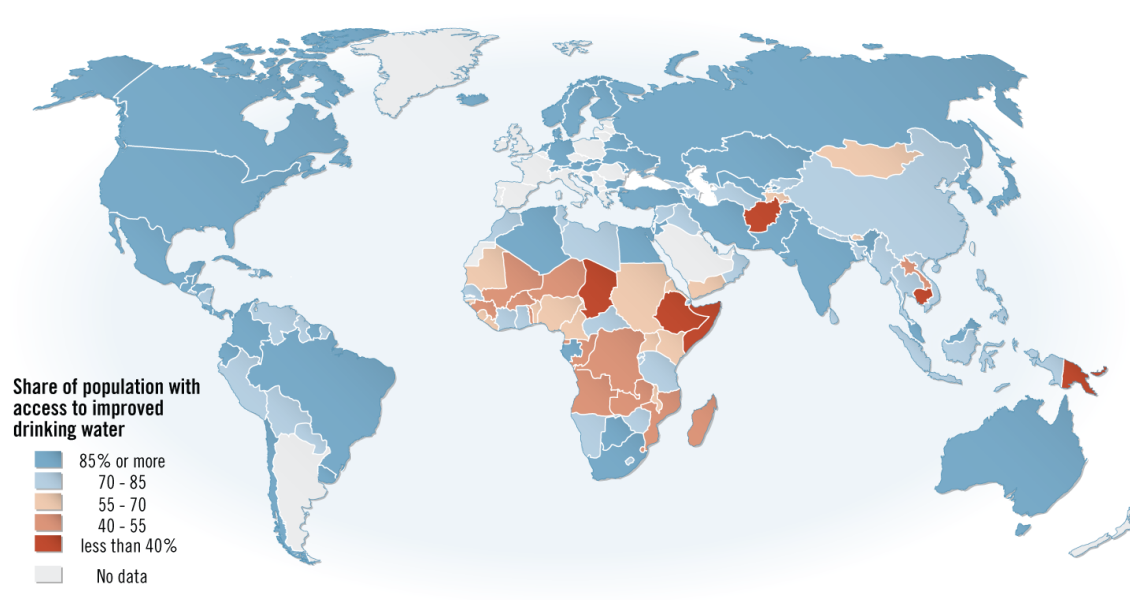 Share of population with
access to improved
drinking water
85% or more
70 - 85
55 - 70
40 - 55
less than 40%
No data